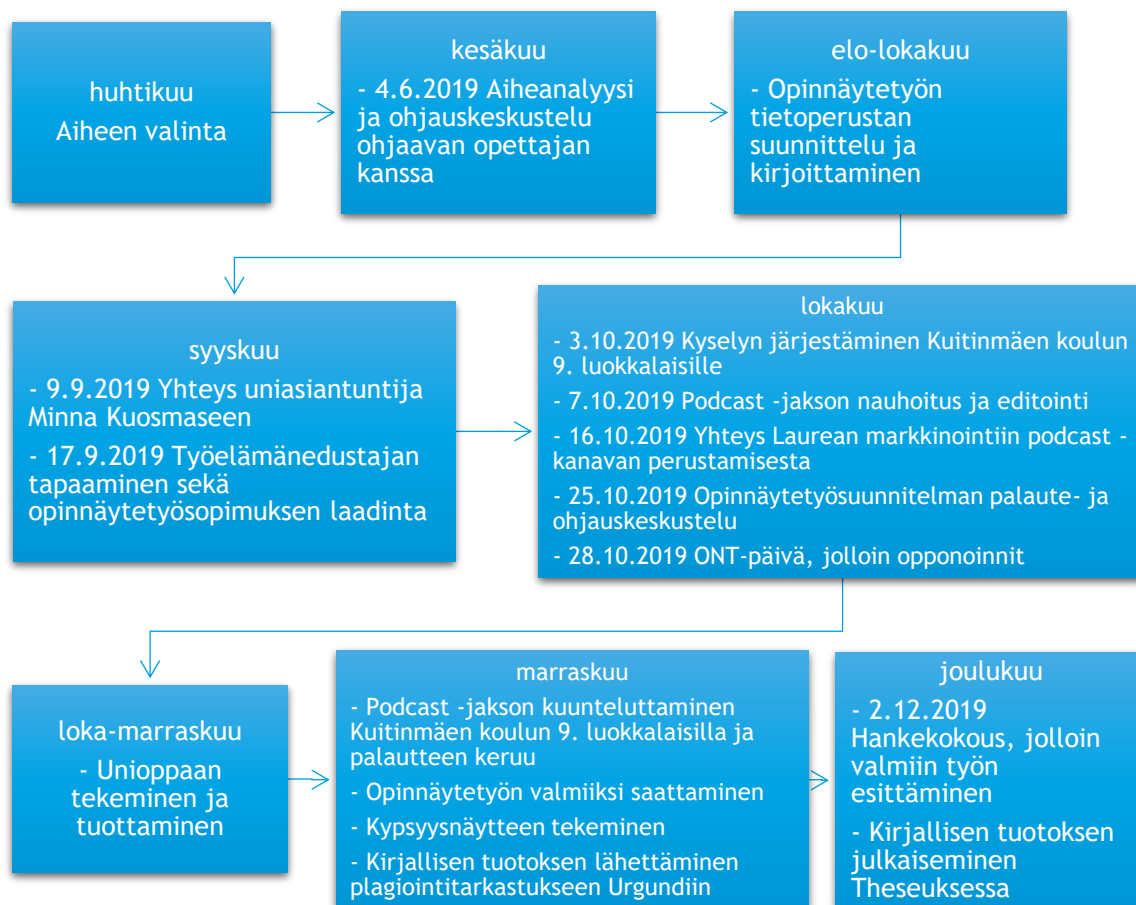 huhtikuu
Aiheen valinta
kesäkuu
- 4.6.2019 Aiheanalyysi
ja ohjauskeskustelu
ohjaavan opettajan
kanssa
elo-lokakuu
- Opinnäytetyön
tietoperustan
suunnittelu ja
kirjoittaminen
syyskuu
- 9.9.2019 Yhteys uniasiantuntija
Minna Kuosmaseen
- 17.9.2019 Työelämänedustajan
tapaaminen sekä
opinnäytetyösopimuksen laadinta
lokakuu
- 3.10.2019 Kyselyn järjestäminen Kuitinmäen koulun
9. luokkalaisille
- 7.10.2019 Podcast -jakson nauhoitus ja editointi
- 16.10.2019 Yhteys Laurean markkinointiin podcast -
kanavan perustamisesta
- 25.10.2019 Opinnäytetyösuunnitelman palaute- ja
ohjauskeskustelu
- 28.10.2019 ONT-päivä, jolloin opponoinnit
loka-marraskuu
- Unioppaan
tekeminen ja
tuottaminen
marraskuu
- Podcast -jakson kuunteluttaminen
Kuitinmäen koulun 9. luokkalaisilla ja
palautteen keruu
- Opinnäytetyön valmiiksi saattaminen
- Kypsyysnäytteen tekeminen
- Kirjallisen tuotoksen lähettäminen
plagiointitarkastukseen Urgundiin
joulukuu
- 2.12.2019
Hankekokous, jolloin
valmiin työn
esittäminen
- Kirjallisen tuotoksen
julkaiseminen
Theseuksessa